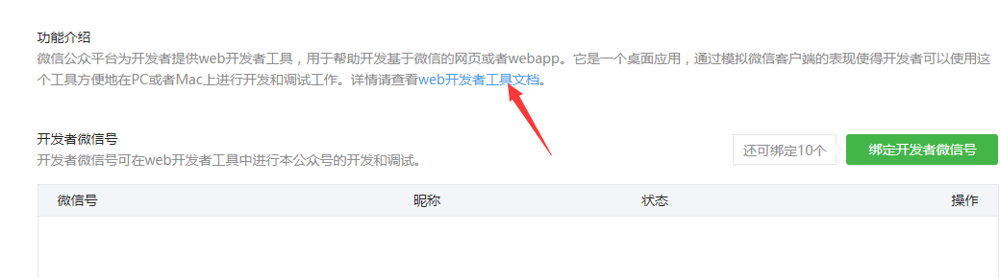 功能介绍
微信公众平台为开发者提供web开发者工具，用于帮助开发基于微信的网页或者webapp。它是一个桌面应用，通过模拟微信客户端的表现使得开发者可以使用这
个工具方便地在PC或者Mac上进行开发和调试工作。详情请查看web开发者工具文档。
开发者微信号
开发者微信号可在web开发者工具中进行本公众号的开发和调试。
还可绑定10个 绑定开发者微信号
微信号 昵称 状态 操作